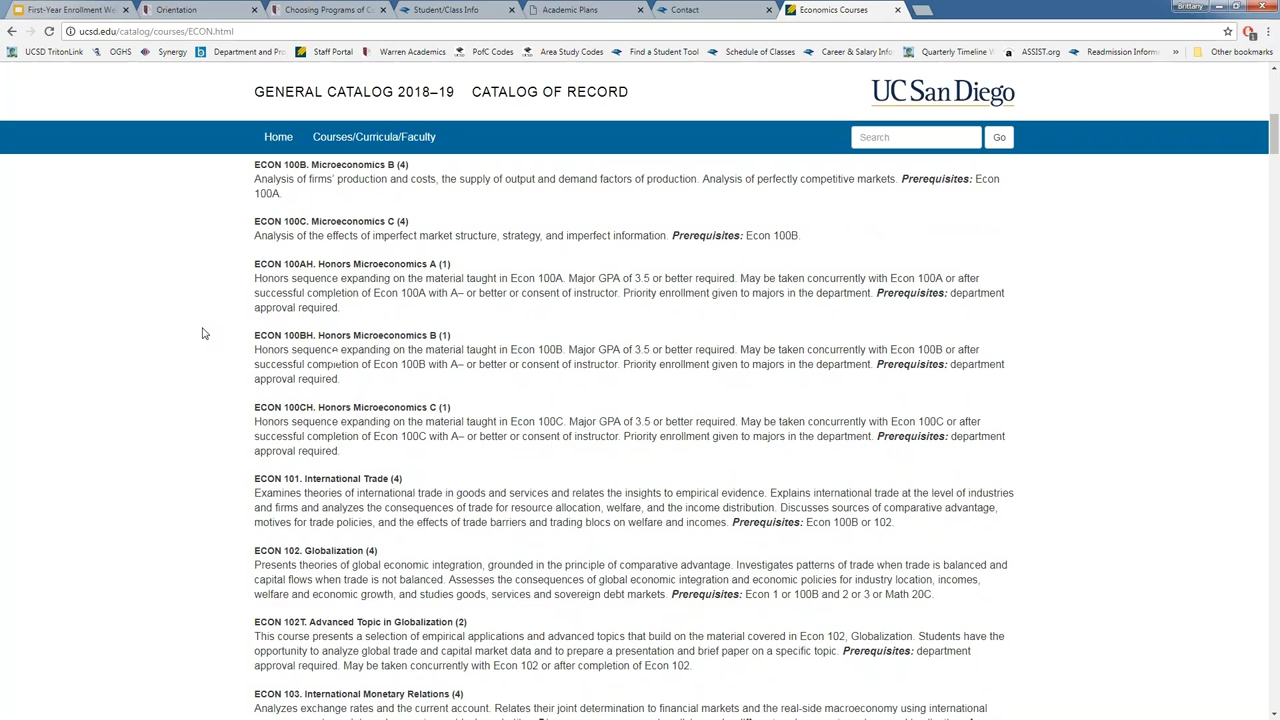 First-Year Enrollment We
Orientation
Choosing Programs of C
Student/Class Info
Academic Plans
Contact
Economics Courses
Brittany
ucsd.edu/catalog/courses/ECON.html
UCSD TritonLink
OGHS
Synergy
Department and Pro
Staff Portal
Warren Academics
PofC Codes
Area Study Codes
Find a Student Tool
Schedule of Classes
Career & Salary Info
Quarterly Timeline
ASSIST.org
Readmission Inform
Other bookmarks
GENERAL CATALOG 2018–19 CATALOG OF RECORD
UC San Diego
Home
Courses/Curricula/Faculty
Search
Go
ECON 100B. Microeconomics B (4)
Analysis of firms' production and costs, the supply of output and demand factors of production. Analysis of perfectly competitive markets. Prerequisites: Econ
100A.
ECON 100C. Microeconomics C (4)
Analysis of the effects of imperfect market structure, strategy, and imperfect information. Prerequisites: Econ 100B.
ECON 100AH. Honors Microeconomics A (1)
Honors sequence expanding on the material taught in Econ 100A. Major GPA of 3.5 or better required. May be taken concurrently with Econ 100A or after
successful completion of Econ 100A with A– or better or consent of instructor. Priority enrollment given to majors in the department. Prerequisites: department
approval required.
ECON 100BH. Honors Microeconomics B (1)
Honors sequence expanding on the material taught in Econ 100B. Major GPA of 3.5 or better required. May be taken concurrently with Econ 100B or after
successful completion of Econ 100B with A– or better or consent of instructor. Priority enrollment given to majors in the department. Prerequisites: department
approval required.
ECON 100CH. Honors Microeconomics C (1)
Honors sequence expanding on the material taught in Econ 100C. Major GPA of 3.5 or better required. May be taken concurrently with Econ 100C or after
successful completion of Econ 100C with A– or better or consent of instructor. Priority enrollment given to majors in the department. Prerequisites: department
approval required.
ECON 101. International Trade (4)
Examines theories of international trade in goods and services and relates the insights to empirical evidence. Explains international trade at the level of industries
and firms and analyzes the consequences of trade for resource allocation, welfare, and the income distribution. Discusses sources of comparative advantage,
motives for trade policies, and the effects of trade barriers and trading blocs on welfare and incomes. Prerequisites: Econ 100B or 102.
ECON 102. Globalization (4)
Presents theories of global economic integration, grounded in the principle of comparative advantage. Investigates patterns of trade when trade is balanced and
capital flows when trade is not balanced. Assesses the consequences of global economic integration and economic policies for industry location, incomes,
welfare and economic growth, and studies goods, services and sovereign debt markets. Prerequisites: Econ 1 or 100B and 2 or 3 or Math 20C.
ECON 102T. Advanced Topic in Globalization (2)
This course presents a selection of empirical applications and advanced topics that build on the material covered in Econ 102, Globalization. Students have the
opportunity to analyze global trade and capital market data and to prepare a presentation and brief paper on a specific topic. Prerequisites: department
approval required. May be taken concurrently with Econ 102 or after completion of Econ 102.
ECON 103. International Monetary Relations (4)
Analyzes exchange rates and the current account. Relates their joint determination to financial markets and the real-side macroeconomy using international